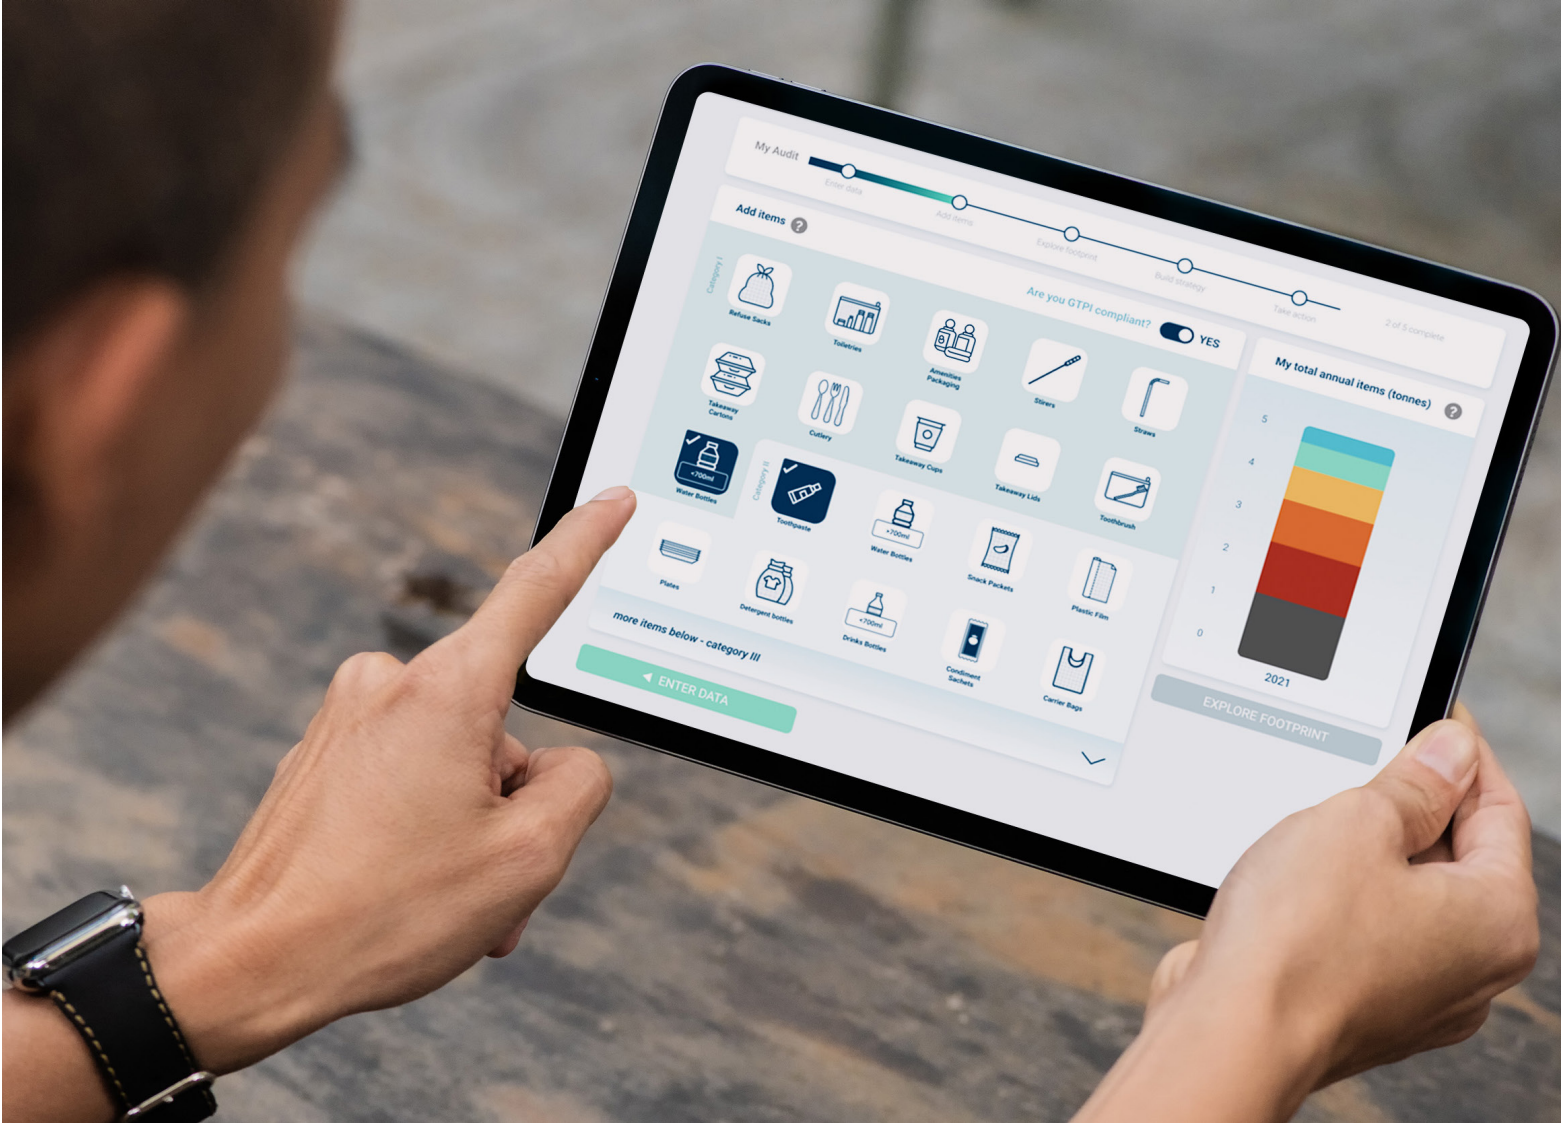 My Audit
Enter data
Add items
Explore footprint
Build strategy
Take action
2 of 5 complete
Add items ?
Are you GTPI compliant? YES
Category I
Refuse Sacks
Toiletries
Amenities
Packaging
Stirers
Straws
Takeaway
Cartons
Cutlery
Takeaway Cups
Takeaway Lids
Toothbrush
<700ml
Water Bottles
Category II
Toothpaste
+700ml
Water Bottles
Snack Packets
Plastic Film
Plates
Detergent bottles
<700ml
Drinks Bottles
Condiment
Sachets
Carrier Bags
more items below - category III
ENTER DATA
My total annual items (tonnes) ?
5
4
3
2
1
0
2021
EXPLORE FOOTPRINT